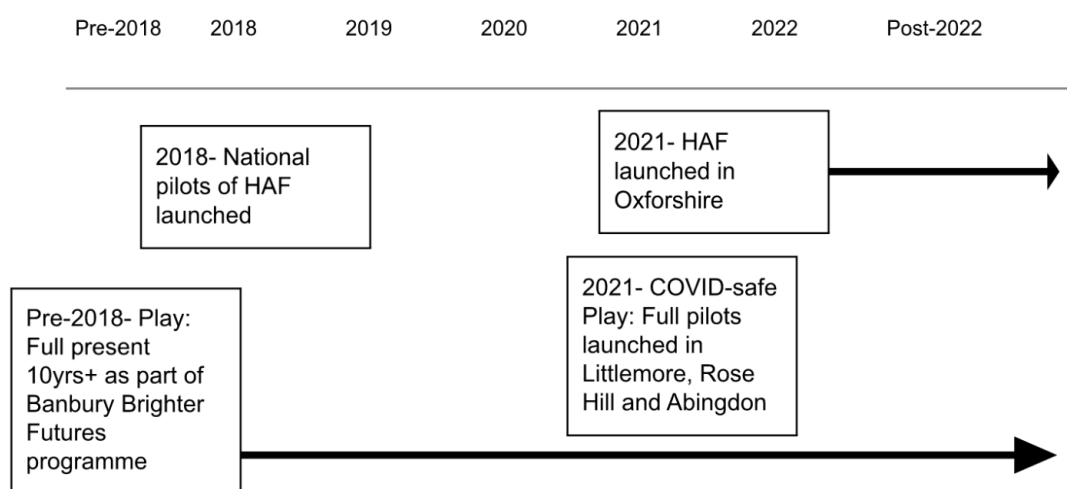 Pre-2018 2018 2019 2020 2021 2022 Post-2022
2018- National
pilots of HAF
launched
2021- HAF
launched in
Oxforshire
Pre-2018- Play:
Full present
10yrs+ as part of
Banbury Brighter
Futures
programme
2021- COVID-safe
Play: Full pilots
launched in
Littlemore, Rose
Hill and Abingdon